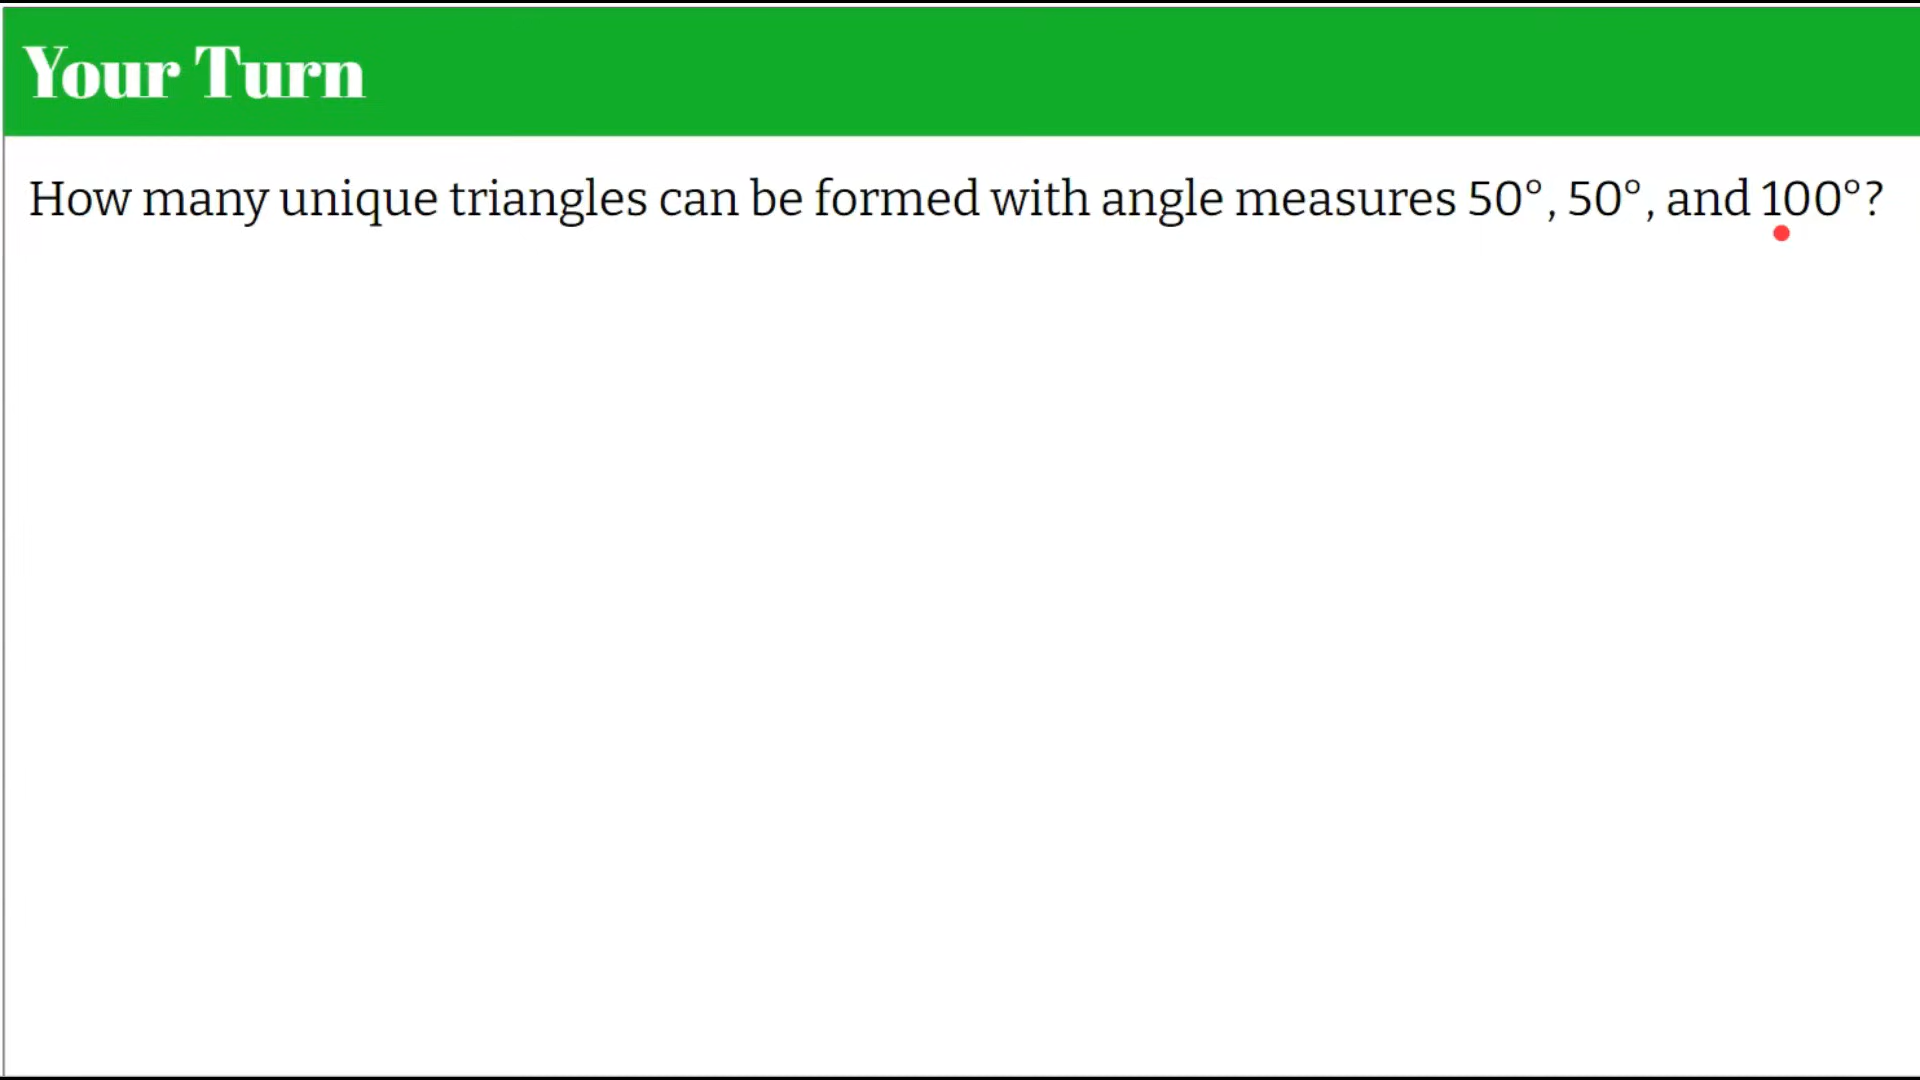 Your Turn
How many unique triangles can be formed with angle measures 50°, 50°, and 100°?